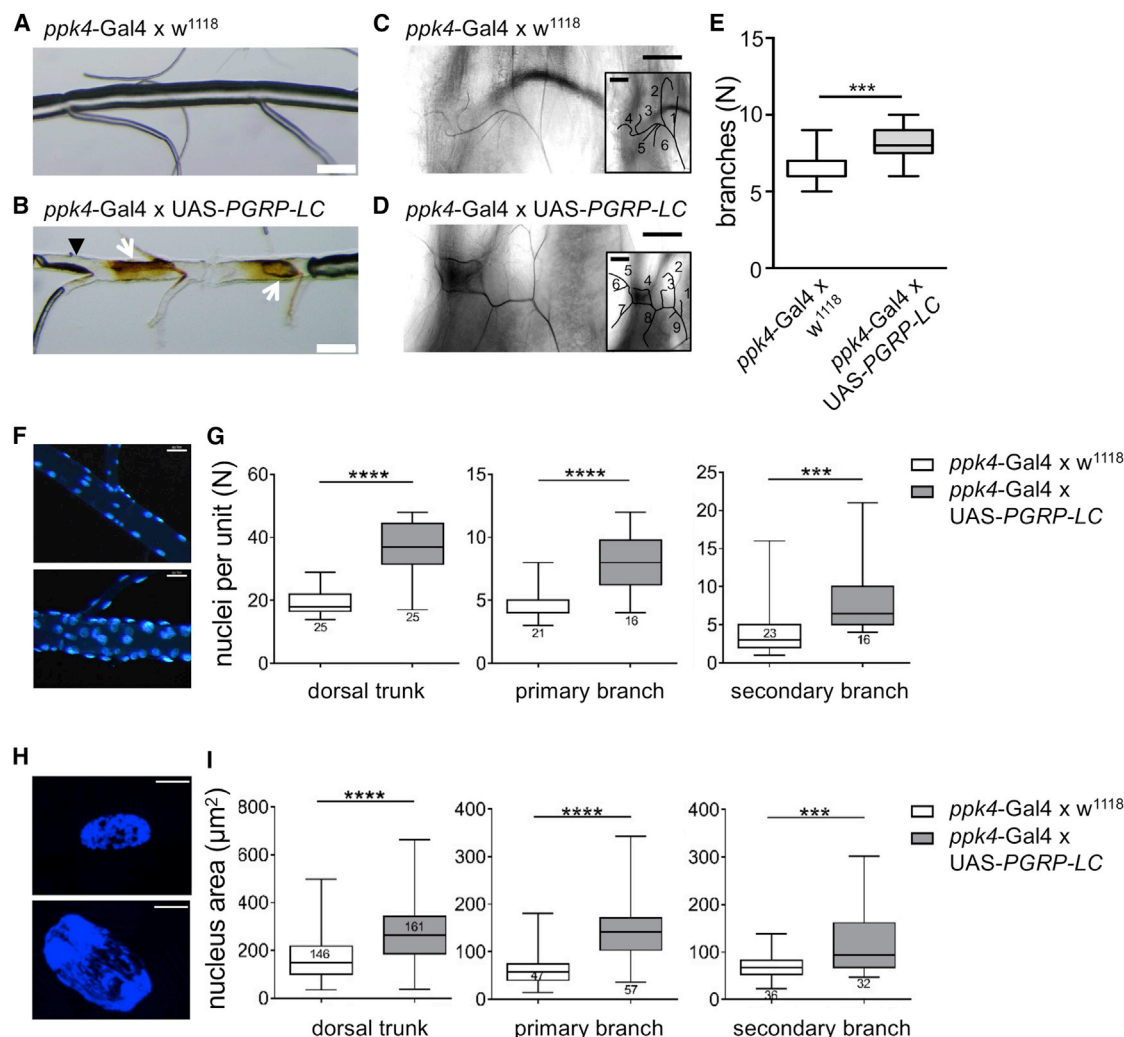 A ppk4-Gal4 x w1118
B ppk4-Gal4 x UAS-PGRP-LC
C ppk4-Gal4 x w1118
2
3
4
1
5
6
D ppk4-Gal4 x UAS-PGRP-LC
5
2
6
4
3
1
7
8
9
E
branches (N)
15
10
5
0
***
ppk4-Gal4 x
w1118
ppk4-Gal4 x
UAS-PGRP-LC
F
G
nuclei per unit (N)
60
40
20
0
****
25
25
dorsal trunk
15
10
5
0
****
21
16
primary branch
25
20
15
10
5
0
***
23
16
secondary branch
ppk4-Gal4 x w1118
ppk4-Gal4 x
UAS-PGRP-LC
H
I
nucleus area (µm2)
800
600
400
200
0
****
146
161
dorsal trunk
400
300
200
100
0
****
47
57
primary branch
400
300
200
100
0
***
36
32
secondary branch
ppk4-Gal4 x w1118
ppk4-Gal4 x
UAS-PGRP-LC